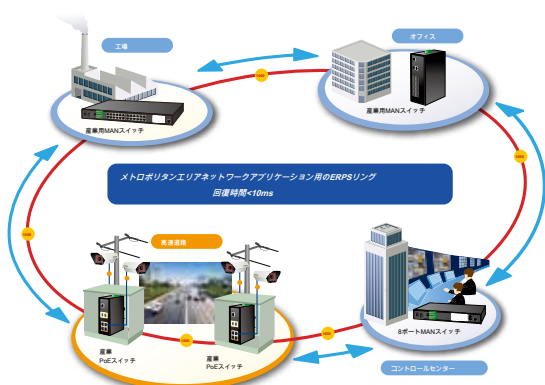 工場
オフィス
1000
産業用MANスイッチ
産業用MANスイッチ
1000
メトロポリタンエリアネットワークアプリケーション用のERPSリング
回復時間<10ms
1000
高速道路
1000
1000
8ポートMANスイッチ
産業
PoEスイッチ
産業
PoEスイッチ
コントロールセンター